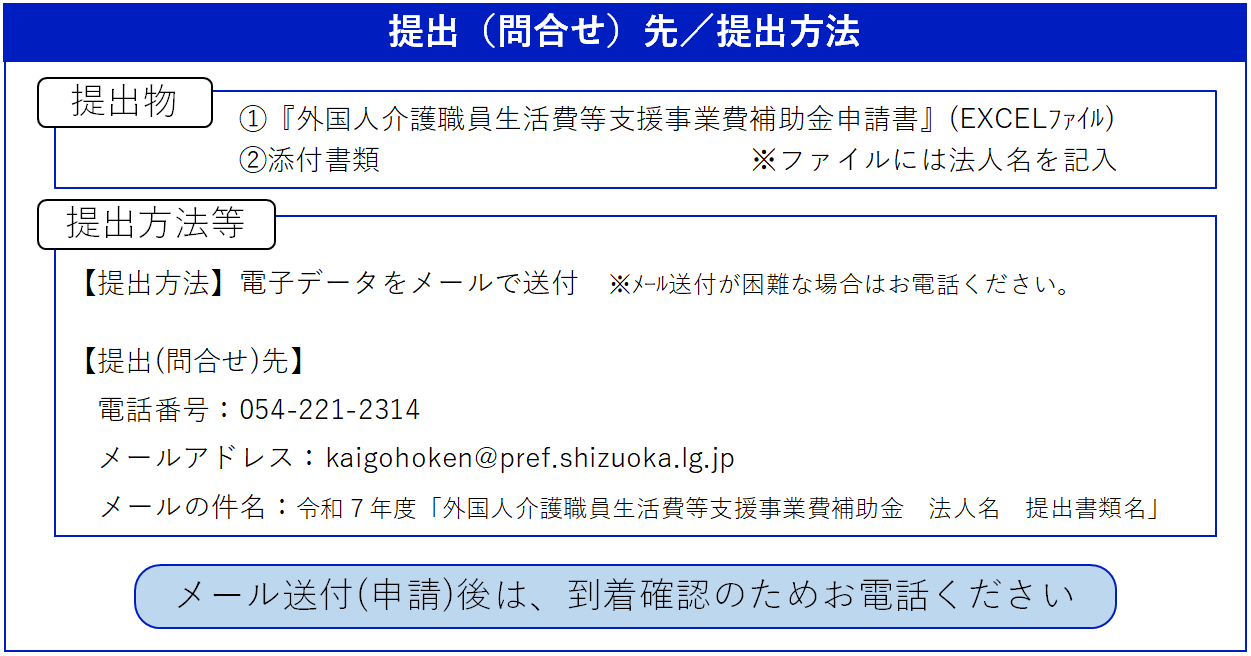 提出（問合せ）先／提出方法
提出物
①『外国人介護職員生活費等支援事業費補助金申請書』(EXCELﾌｧｲﾙ)
②添付書類　※ファイルには法人名を記入
提出方法等
【提出方法】電子データをメールで送付　※ﾒｰﾙ送付が困難な場合はお電話ください。
【提出(問合せ)先】
電話番号：054-221-2314
メールアドレス：kaigohoken@pref.shizuoka.lg.jp
メールの件名：令和７年度「外国人介護職員生活費等支援事業費補助金　法人名　提出書類名」
メール送付(申請)後は、到着確認のためお電話ください